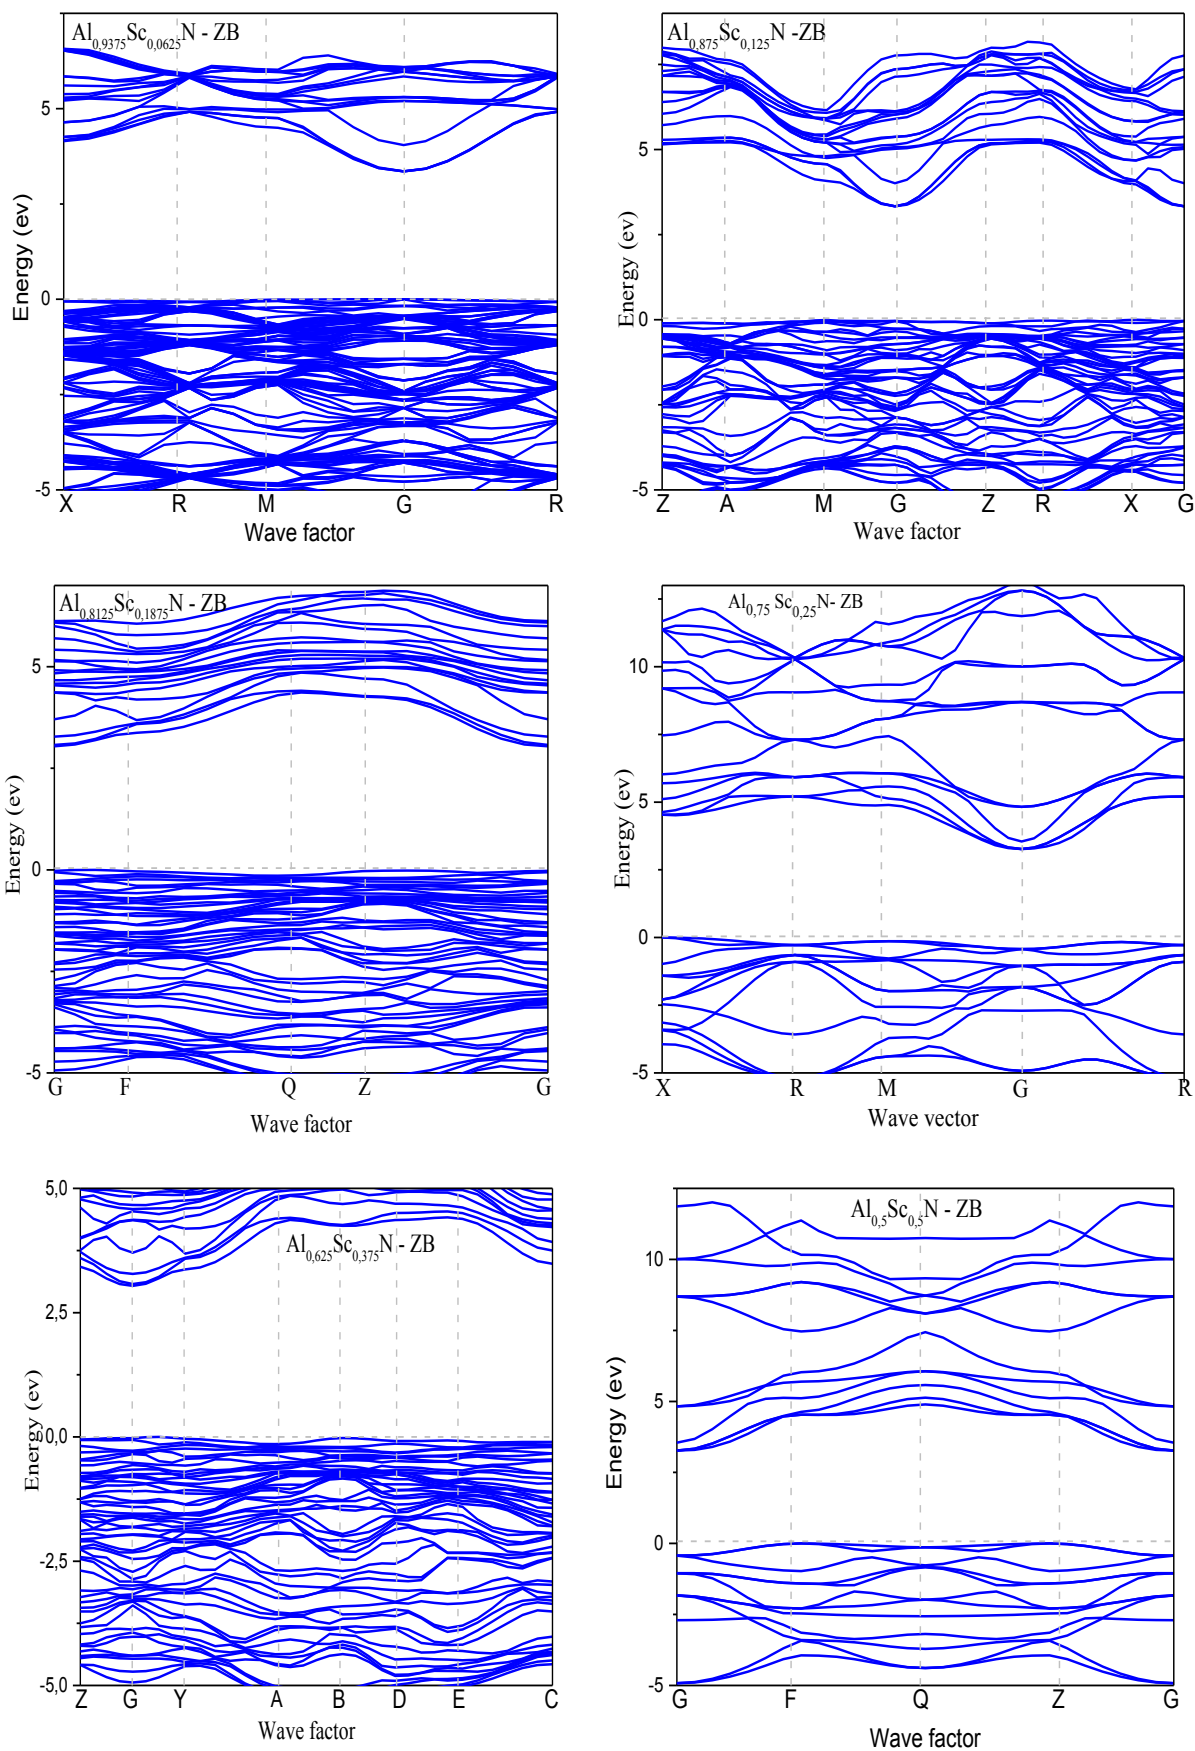 Al0,9375Sc0,0625N - ZB
5
0
-5
Energy (ev)
X R M G R
Wave factor
Al0,875Sc0,125N -ZB
5
0
-5
Energy (ev)
Z A M G Z R X G
Wave factor
Al0,8125Sc0,1875N - ZB
5
0
-5
Energy (ev)
G F Q Z G
Wave factor
Al0,75 Sc0,25N- ZB
10
5
0
-5
Energy (ev)
X R M G R
Wave vector
5,0
Al0,625Sc0,375N - ZB
2,5
0,0
-2,5
-5,0
Energy (ev)
Z G Y A B D E C
Wave factor
Al0,5Sc0,5N - ZB
10
5
0
-5
Energy (ev)
G F Q Z G
Wave factor